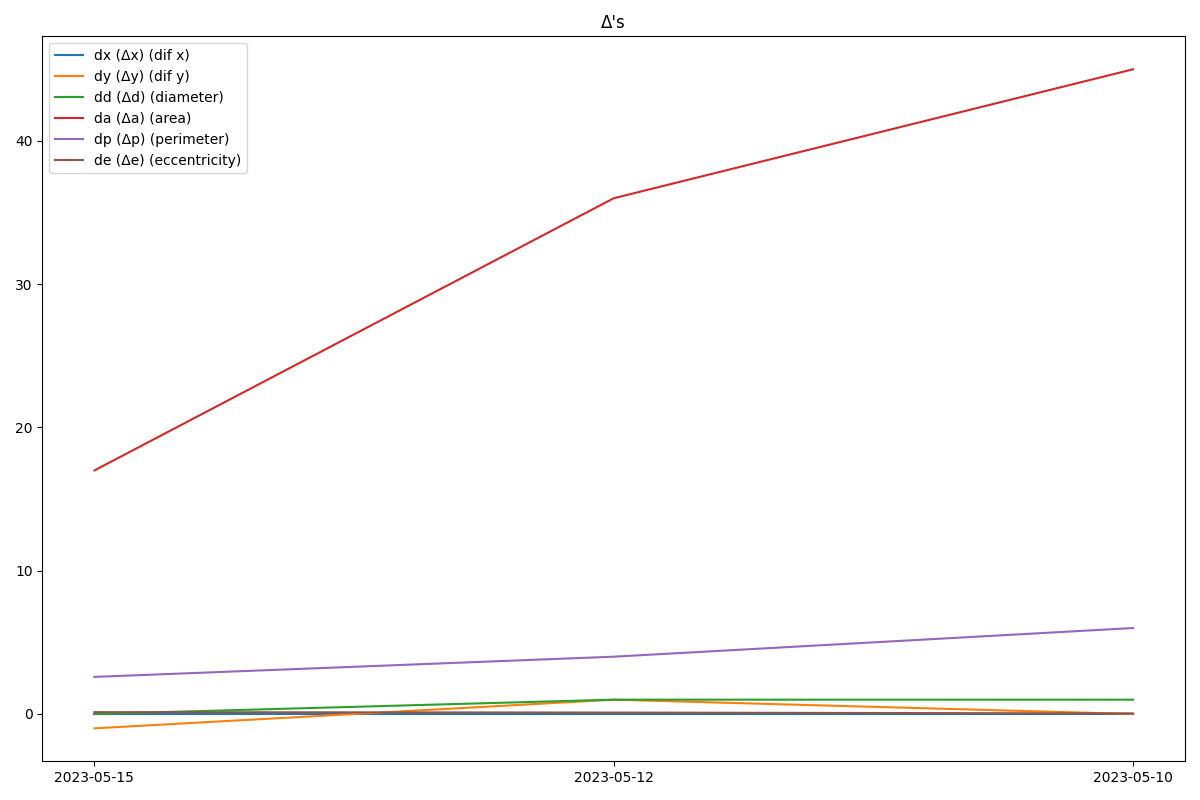 Δ's
dx (Δx) (dif x)
dy (Δy) (dif y)
dd (Δd) (diameter)
da (Δa) (area)
dp (Δp) (perimeter)
de (Δe) (eccentricity)
40
30
20
10
0
2023-05-15 2023-05-12 2023-05-10